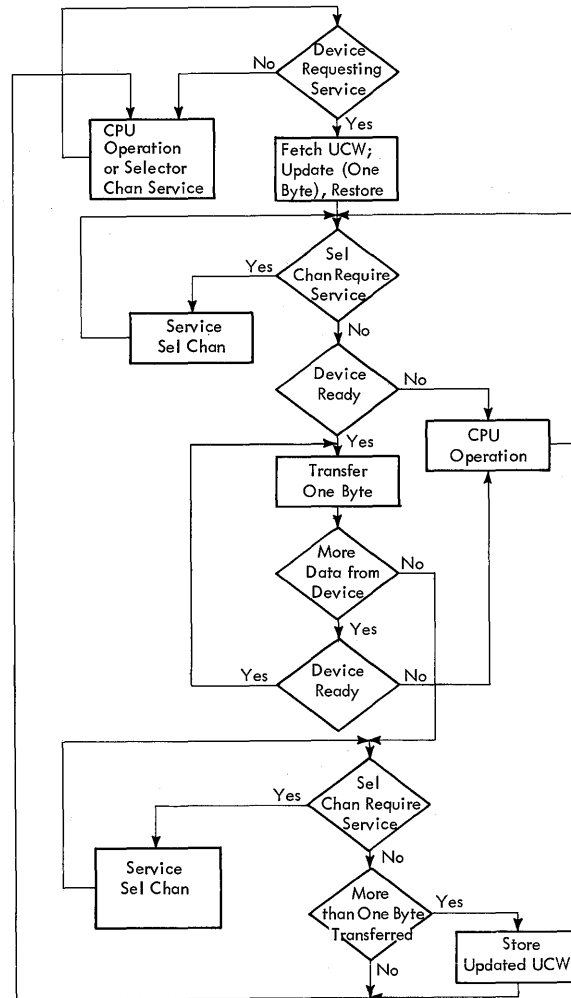 Device
Requesting
Service
No
Yes
CPU
Operation
or Selector
Chan Service
Fetch UCW;
Update (One
Byte), Restore
Sel
Chan Require
Service
Yes
No
Service
Sel Chan
Device
Ready
No
Yes
CPU
Operation
Transfer
One Byte
More
Data from
Device
No
Yes
Device
Ready
Yes
No
Sel
Chan Require
Service
Yes
No
Service
Sel Chan
More
than One Byte
Transferred
Yes
No
Store
Updated UCW